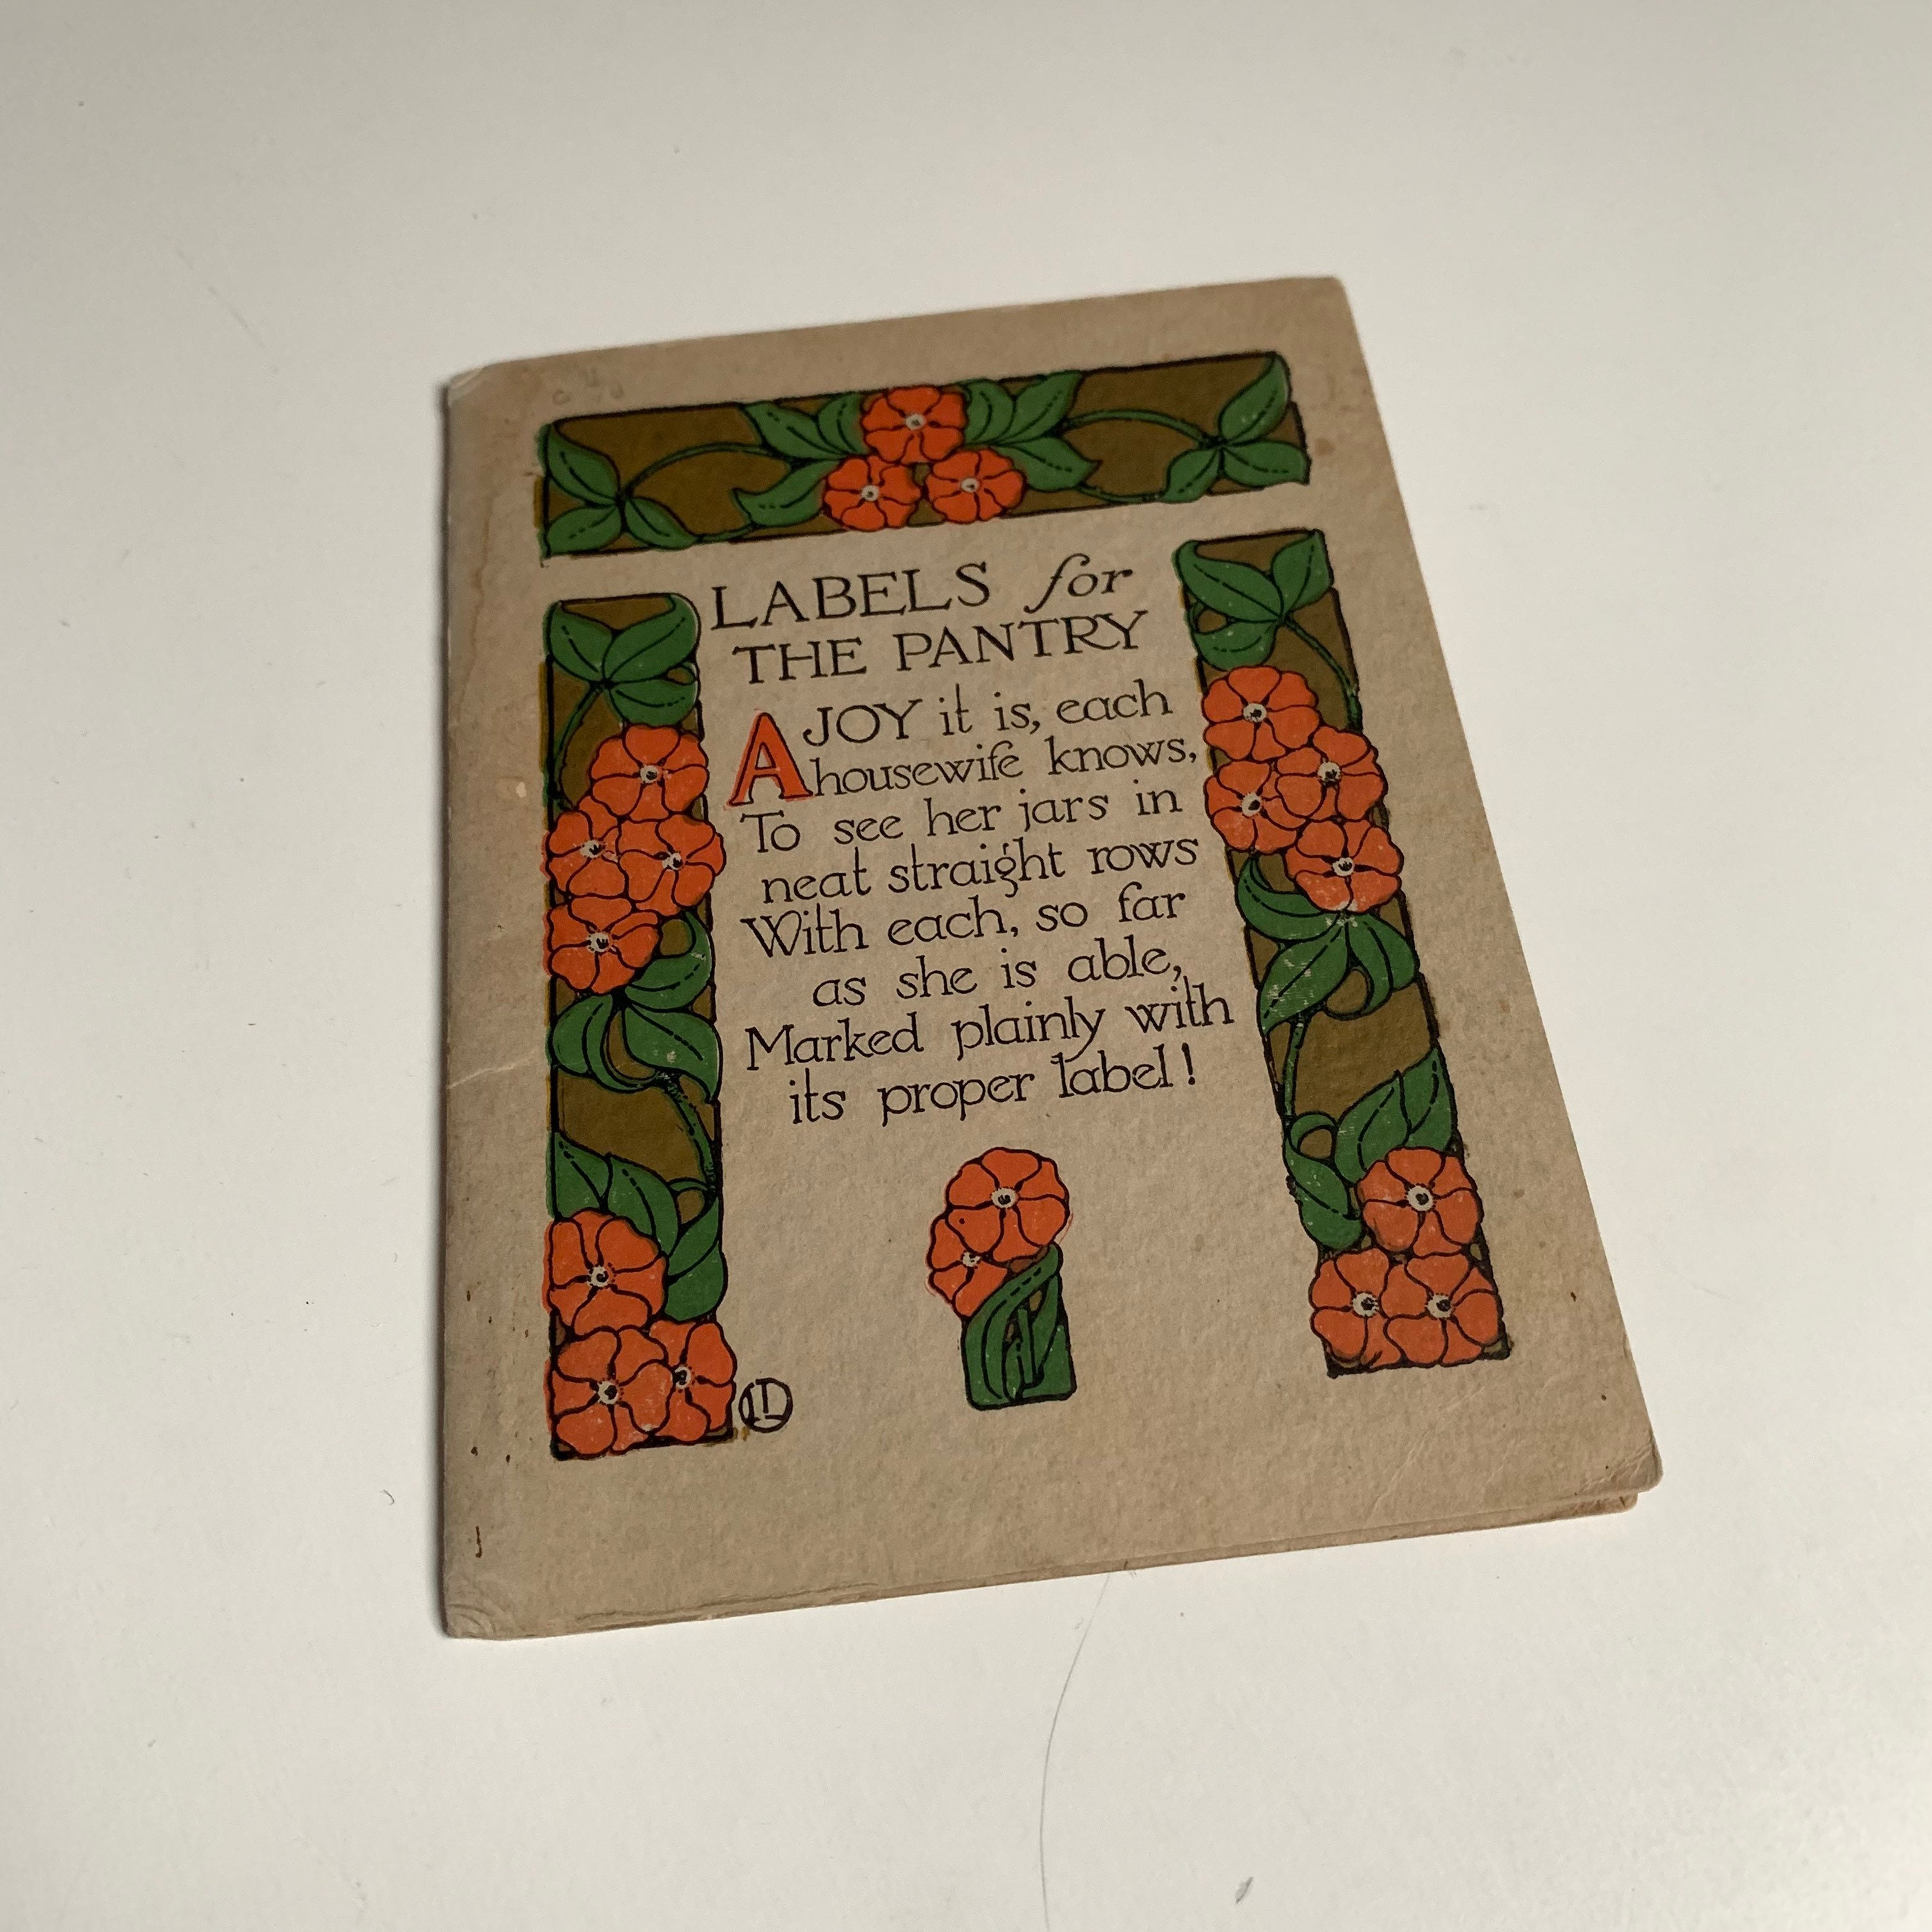 LABELS for
THE PANTRY
A JOY it is, each
housewife knows,
To see her jars in
neat straight rows
With each, so far
as she is able,
Marked plainly with
its proper label!